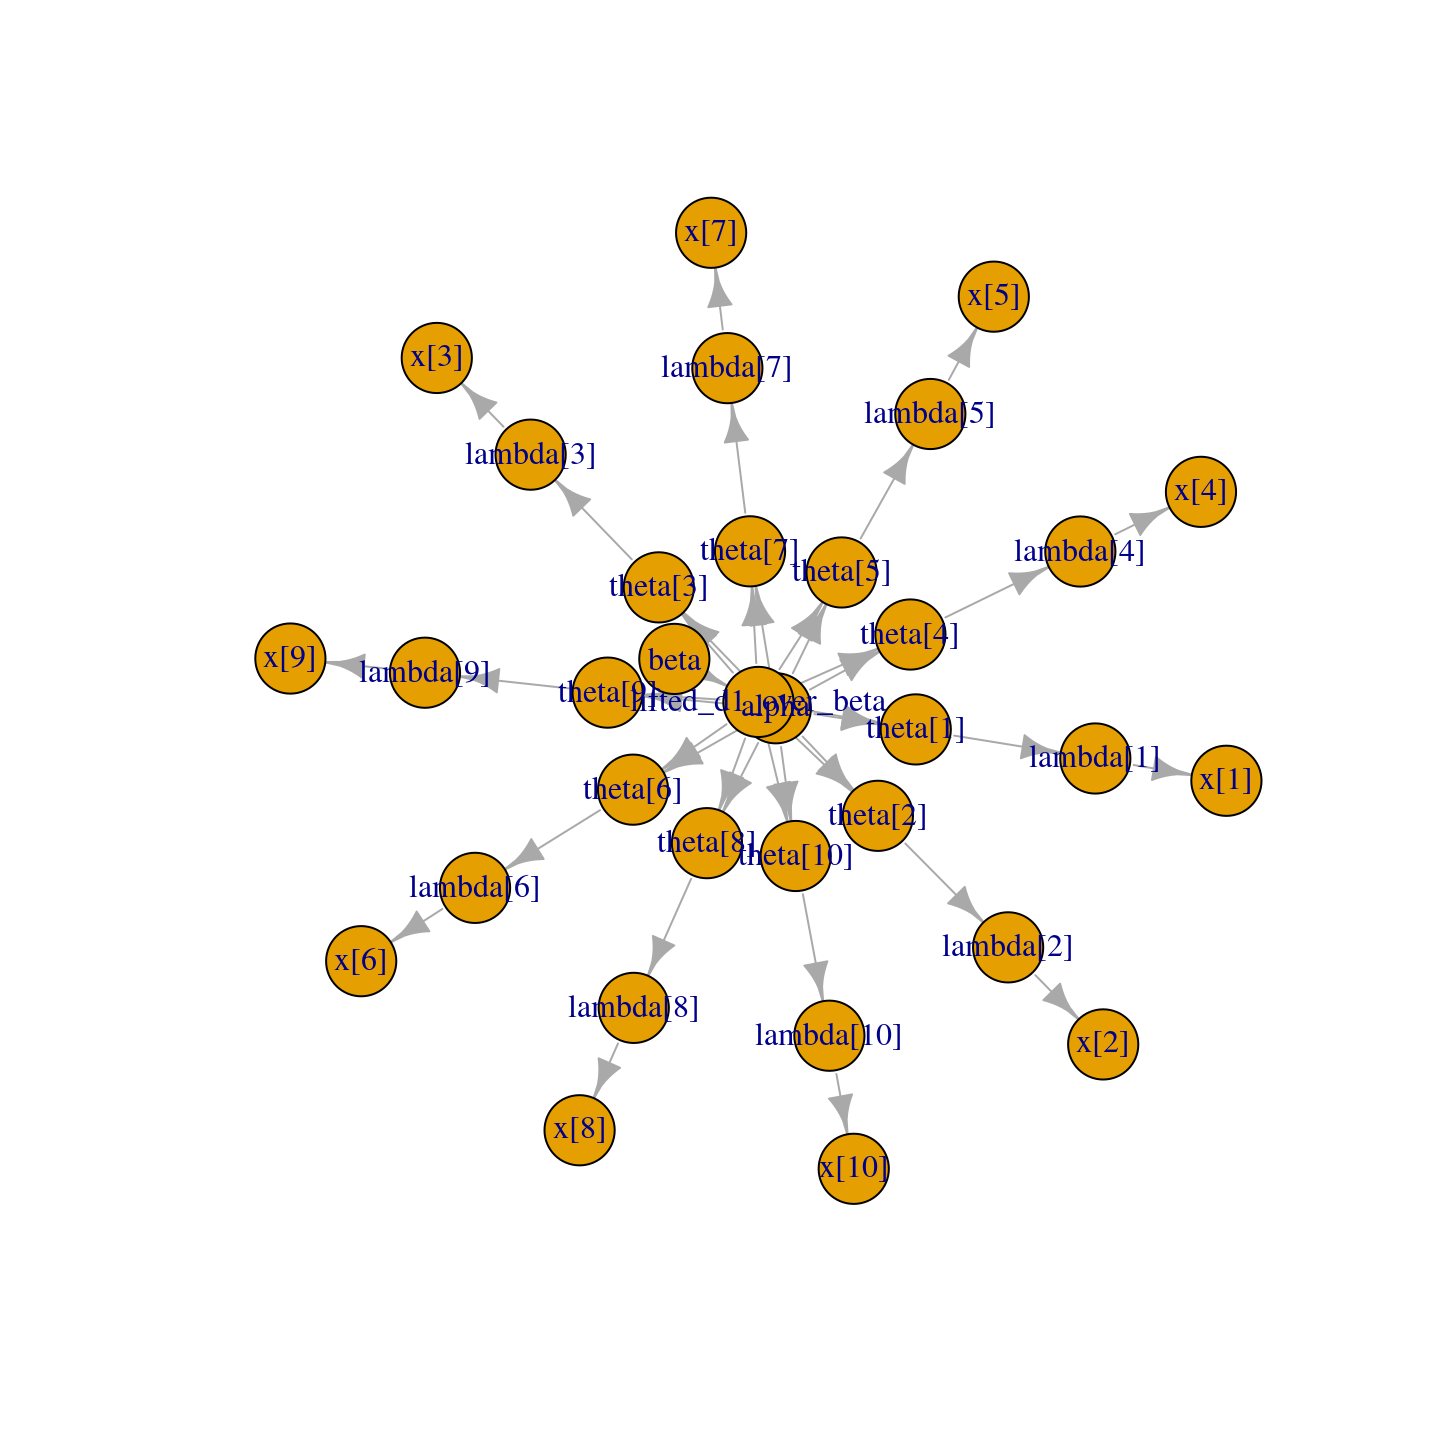 x[7]
x[5]
x[3]
lambda[7]
lambda[5]
lambda[3]
x[4]
lambda[4]
theta[7]
theta[5]
theta[3]
theta[4]
x[9]
beta
lambda[9]
theta[9]
lifted_d1_over_beta
alpha
theta[1]
lambda[1]
x[1]
theta[6]
theta[2]
theta[8]
theta[10]
lambda[6]
lambda[2]
x[6]
lambda[8]
lambda[10]
x[2]
x[8]
x[10]